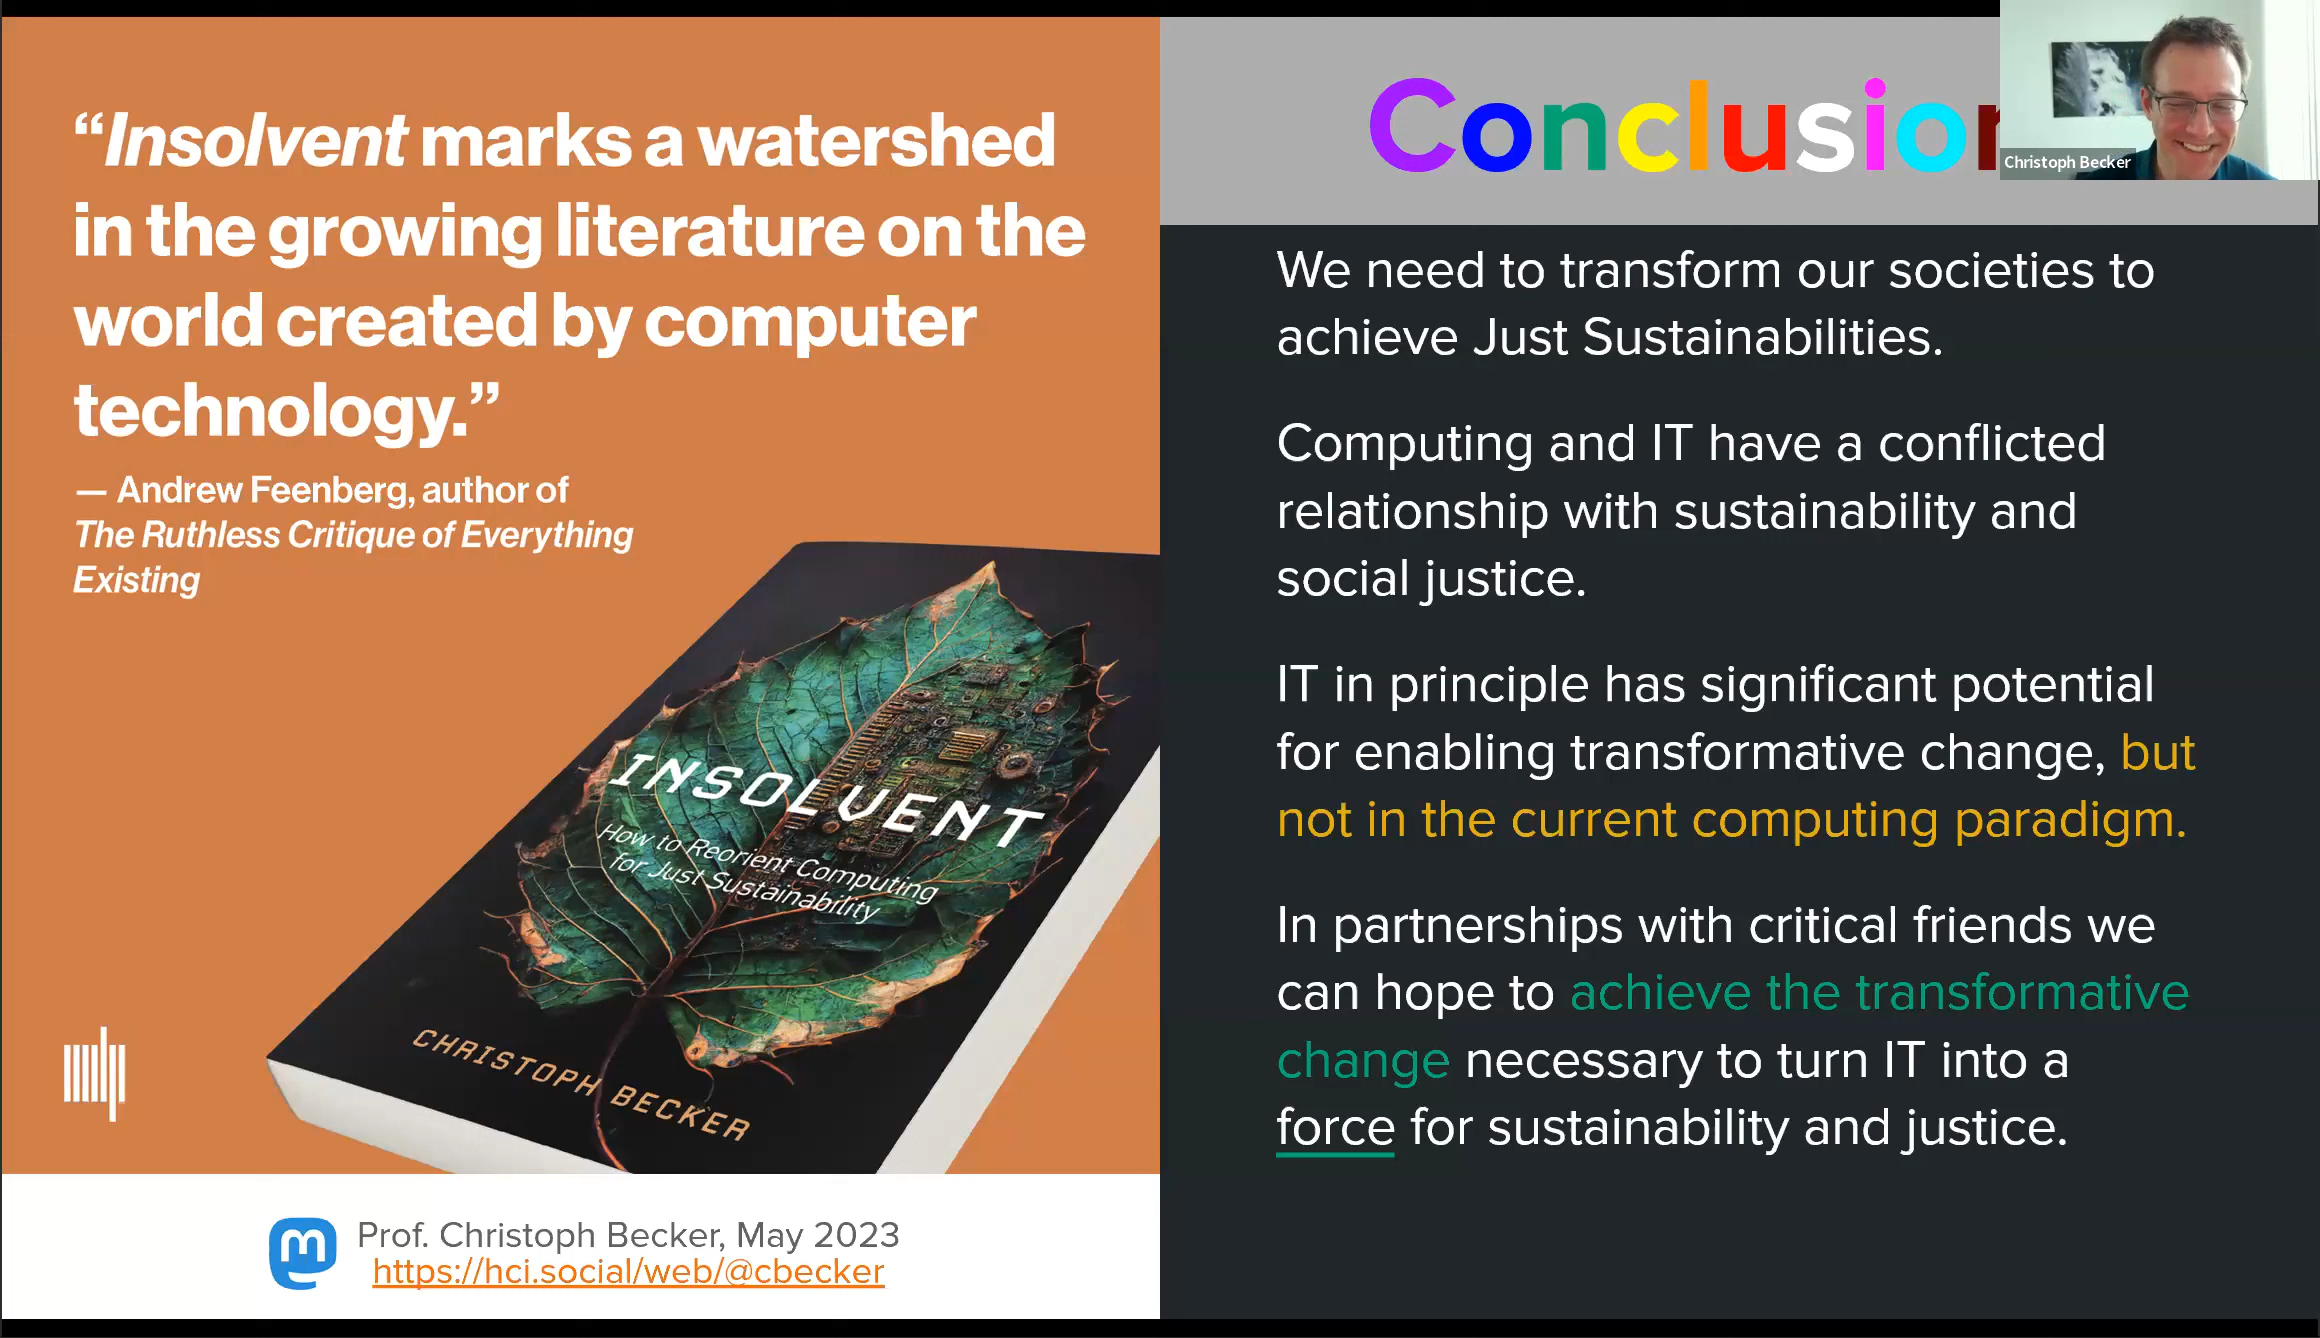 “Insolvent marks a watershed
in the growing literature on the
world created by computer
technology.”
— Andrew Feenberg, author of
The Ruthless Critique of Everything
Existing
INSOLVENT
How to Reorient Computing
for Just Sustainability
CHRISTOPH BECKER
Prof. Christoph Becker, May 2023
https://hci.social/web/@cbecker
Conclusion
Christoph Becker
We need to transform our societies to
achieve Just Sustainabilities.
Computing and IT have a conflicted
relationship with sustainability and
social justice.
IT in principle has significant potential
for enabling transformative change, but
not in the current computing paradigm.
In partnerships with critical friends we
can hope to achieve the transformative
change necessary to turn IT into a
force for sustainability and justice.